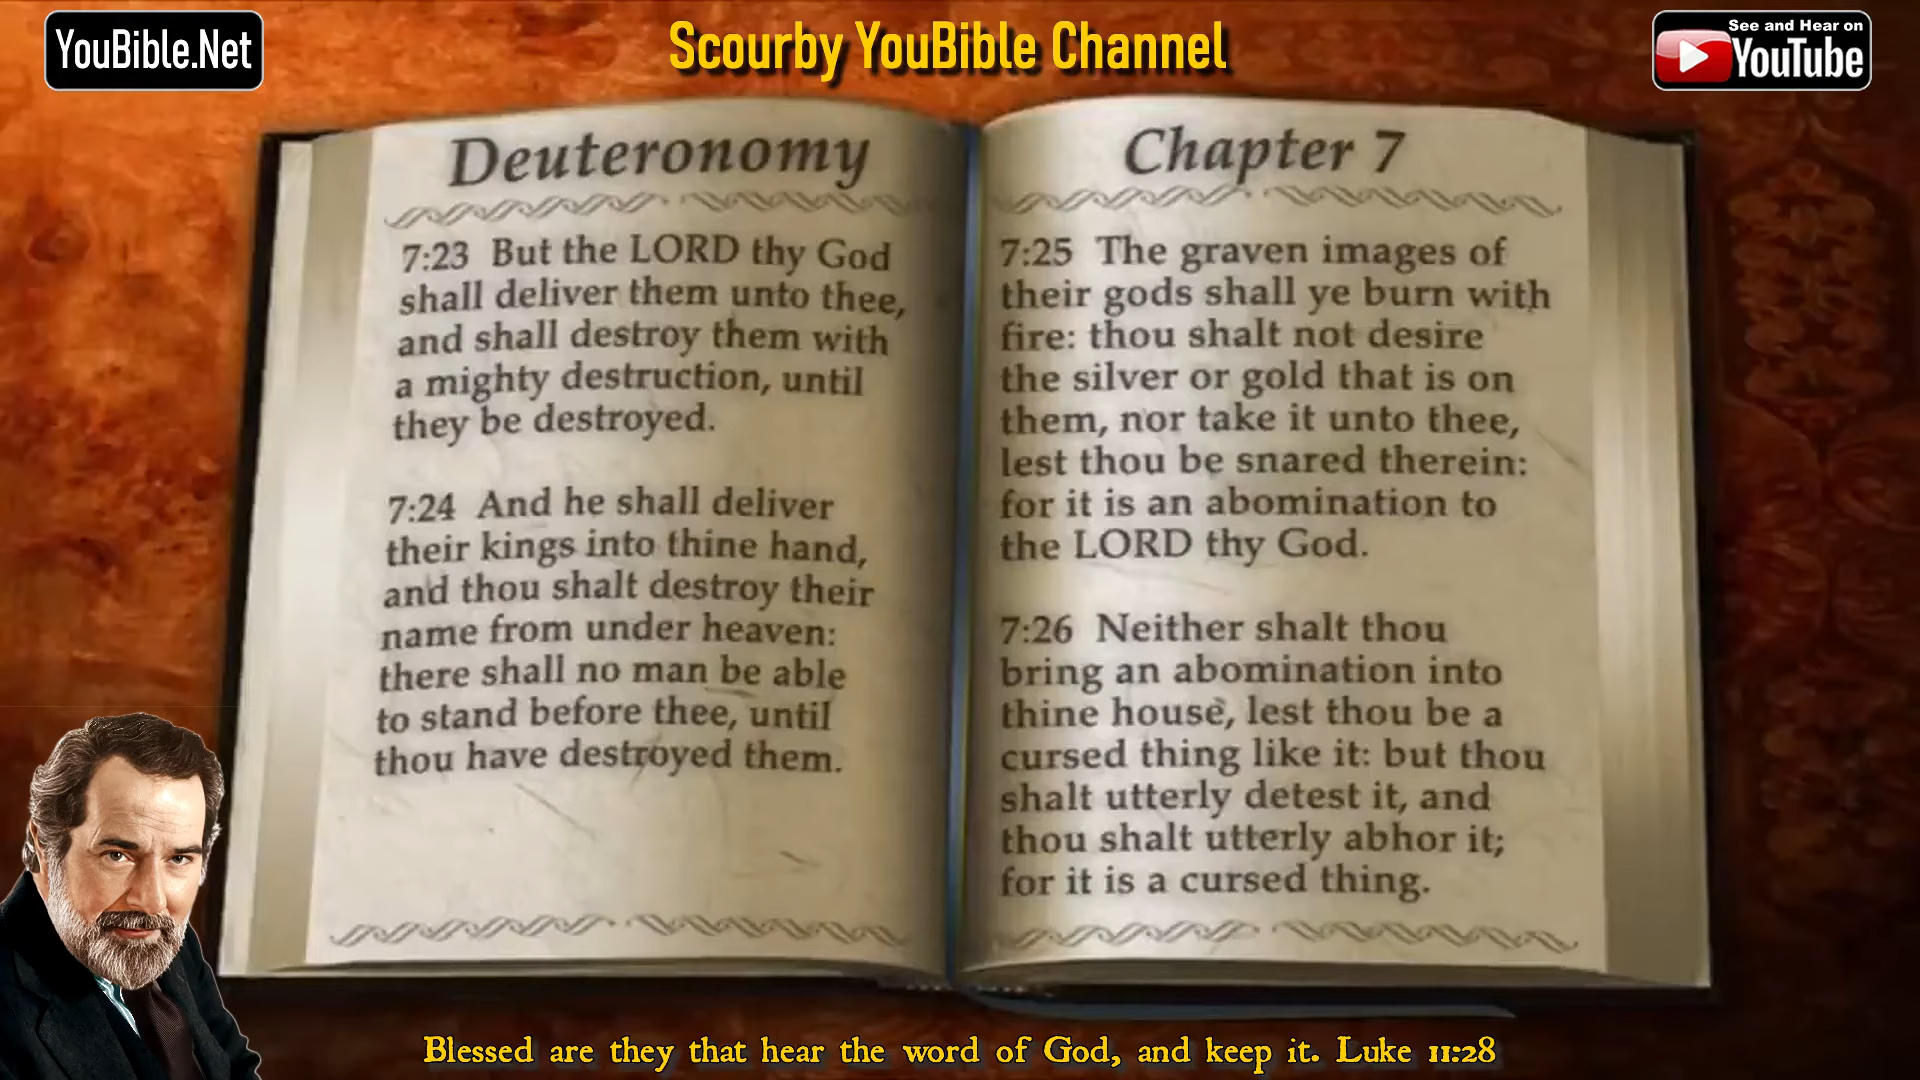 YouBible.Net
Scourby YouBible Channel
See and Hear on
YouTube
Deuteronomy
7:23 But the LORD thy God
shall deliver them unto thee,
and shall destroy them with
a mighty destruction, until
they be destroyed.
7:24 And he shall deliver
their kings into thine hand,
and thou shalt destroy their
name from under heaven:
there shall no man be able
to stand before thee, until
thou have destroyed them.
Chapter 7
7:25 The graven images of
their gods shall ye burn with
fire: thou shalt not desire
the silver or gold that is on
them, nor take it unto thee,
lest thou be snared therein:
for it is an abomination to
the LORD thy God.
7:26 Neither shalt thou
bring an abomination into
thine house, lest thou be a
cursed thing like it: but thou
shalt utterly detest it, and
thou shalt utterly abhor it;
for it is a cursed thing.
Blessed are they that hear the word of God, and keep it. Luke 11:28